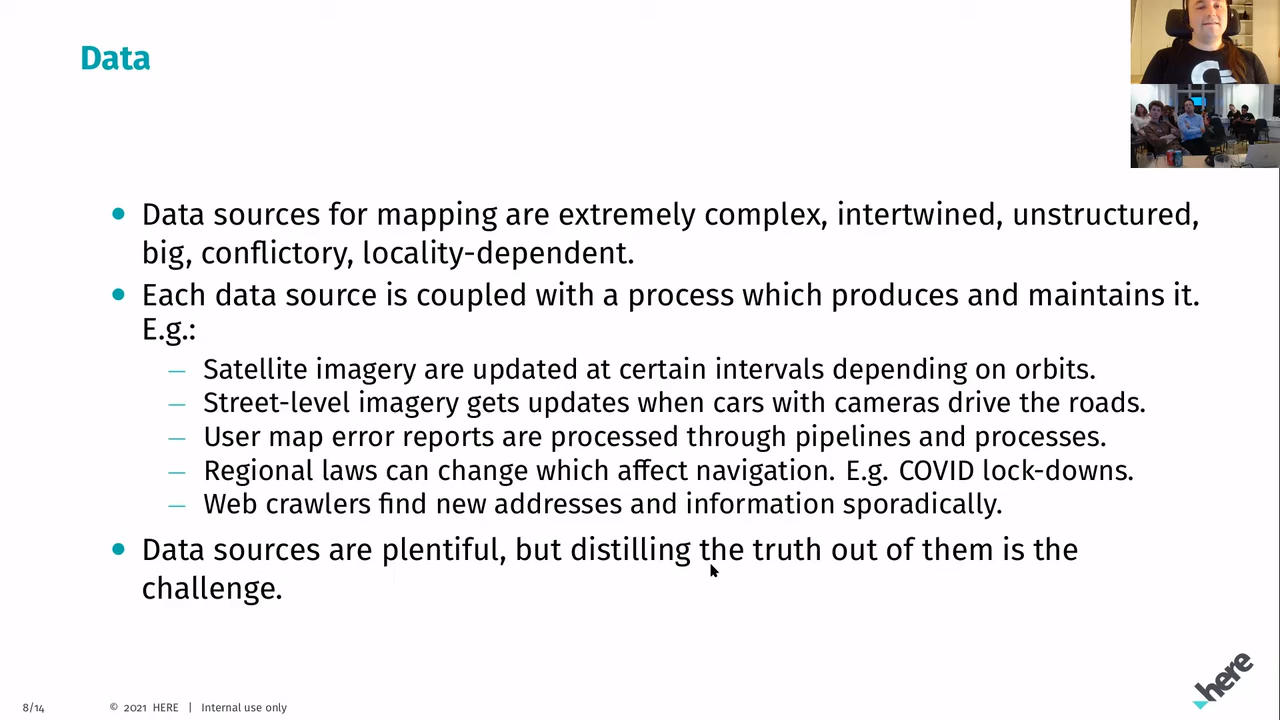 Data
• Data sources for mapping are extremely complex, intertwined, unstructured,
big, conflictory, locality-dependent.
• Each data source is coupled with a process which produces and maintains it.
E.g.:
– Satellite imagery are updated at certain intervals depending on orbits.
– Street-level imagery gets updates when cars with cameras drive the roads.
– User map error reports are processed through pipelines and processes.
– Regional laws can change which affect navigation. E.g. COVID lock-downs.
– Web crawlers find new addresses and information sporadically.
• Data sources are plentiful, but distilling the truth out of them is the
challenge.
here
8/14 © 2021 HERE | Internal use only